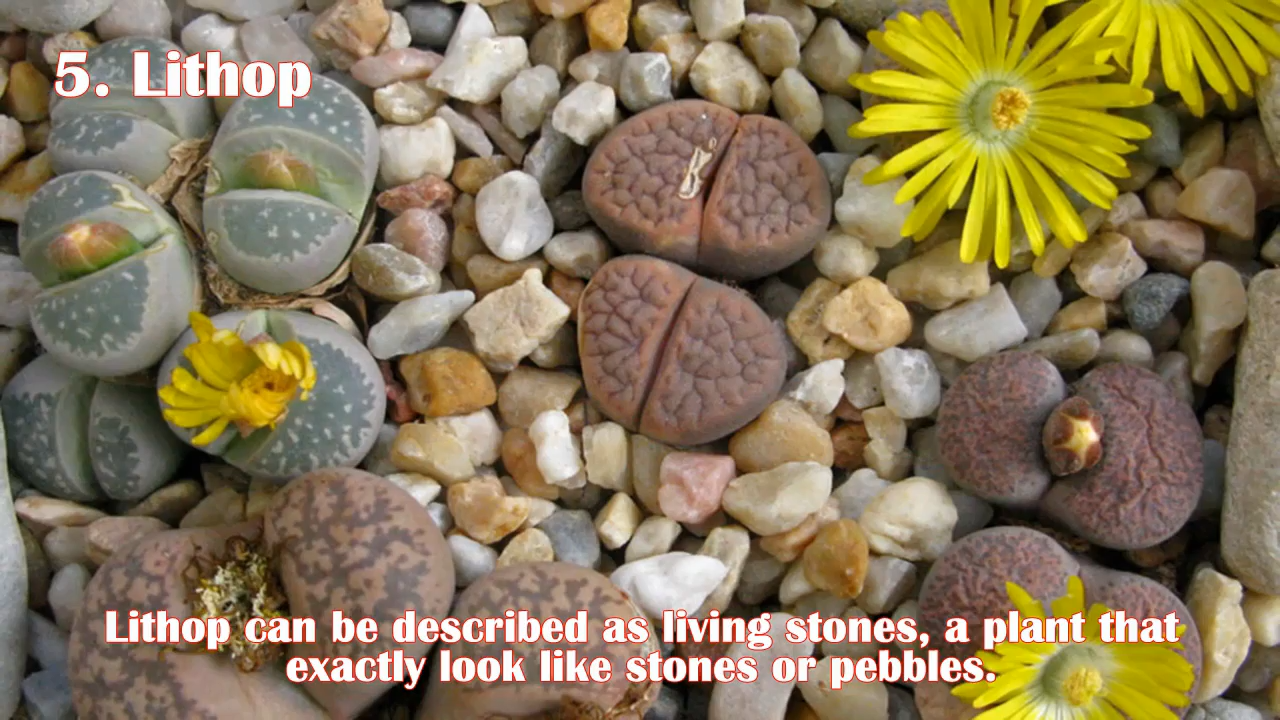 5. Lithop
Lithop can be described as living stones, a plant that
exactly look like stones or pebbles.